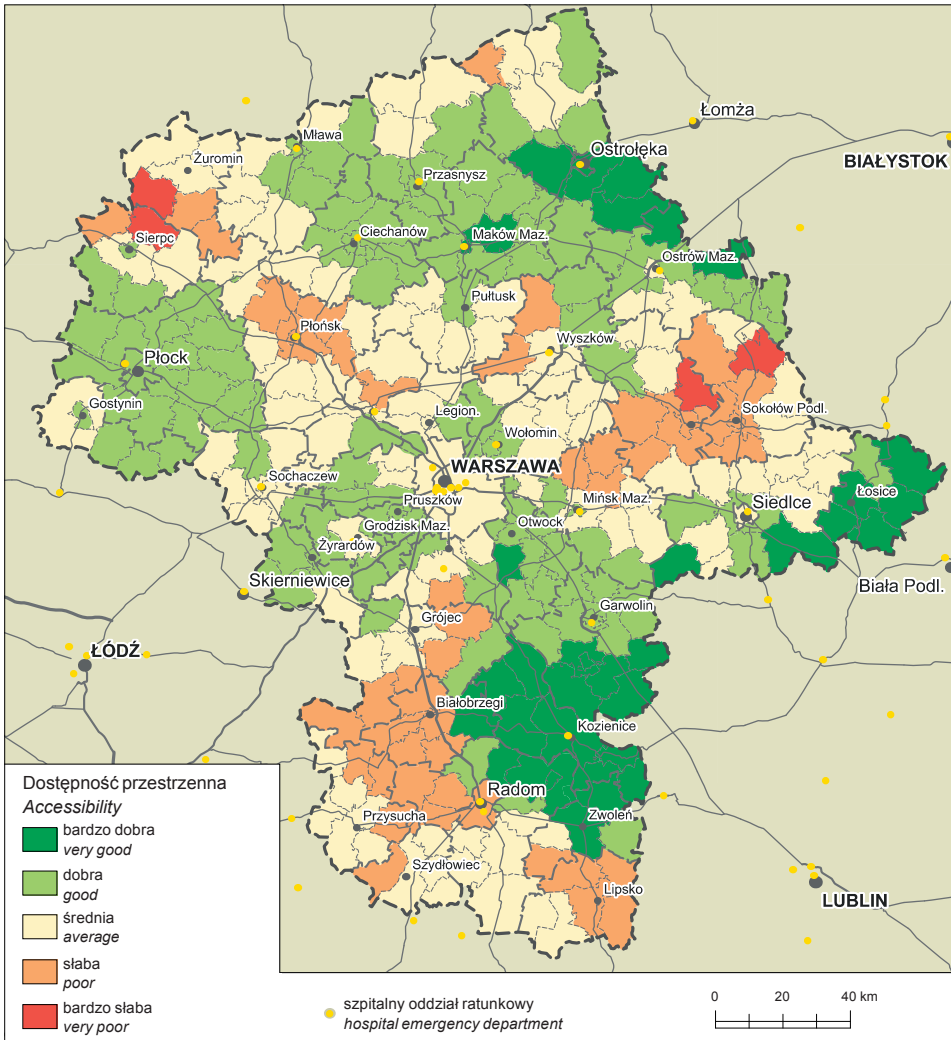 Łomża
Mława
Ostrołęka
BIAŁYSTOK
Żuromin
Przasnysz
Sierpc
Ciechanów
Maków Maz.
Ostrów Maz.
Pułtusk
Płońsk
Wyszków
Płock
Gostynin
Legion.
Sokołów Podl.
Wołomin
WARSZAWA
Sochaczew
Mińsk Maz.
Siedlce
Łosice
Pruszków
Grodzisk Maz.
Otwock
Żyrardów
Skierniewice
Biała Podl.
Garwolin
Grójec
ŁÓDŹ
Białobrzegi
Kozienice
Radom
Przysucha
Zwoleń
Szydłowiec
Lipsko
LUBLIN
Dostępność przestrzenna
Accessibility
bardzo dobra
very good
dobra
good
średnia
average
słaba
poor
bardzo słaba
very poor
szpitalny oddział ratunkowy
hospital emergency department
0 20 40 km